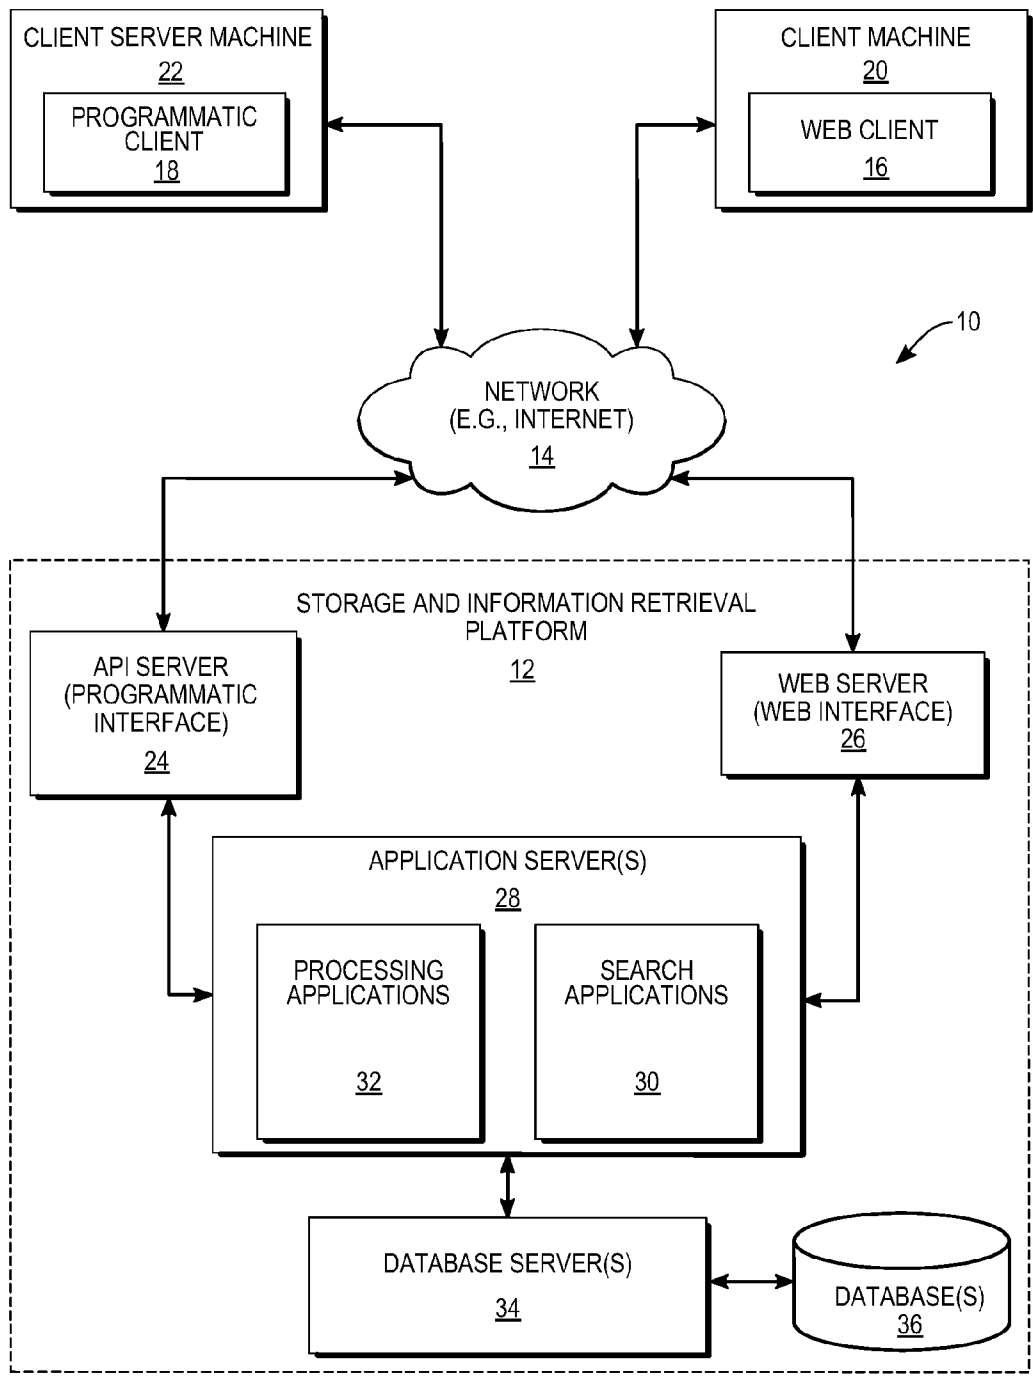 CLIENT SERVER MACHINE
22
PROGRAMMATIC
CLIENT
18
CLIENT MACHINE
20
WEB CLIENT
16
10
NETWORK
(E.G., INTERNET)
14
STORAGE AND INFORMATION RETRIEVAL
PLATFORM
12
API SERVER
(PROGRAMMATIC
INTERFACE)
24
WEB SERVER
(WEB INTERFACE)
26
APPLICATION SERVER(S)
28
PROCESSING
APPLICATIONS
32
SEARCH
APPLICATIONS
30
DATABASE SERVER(S)
34
DATABASE(S)
36